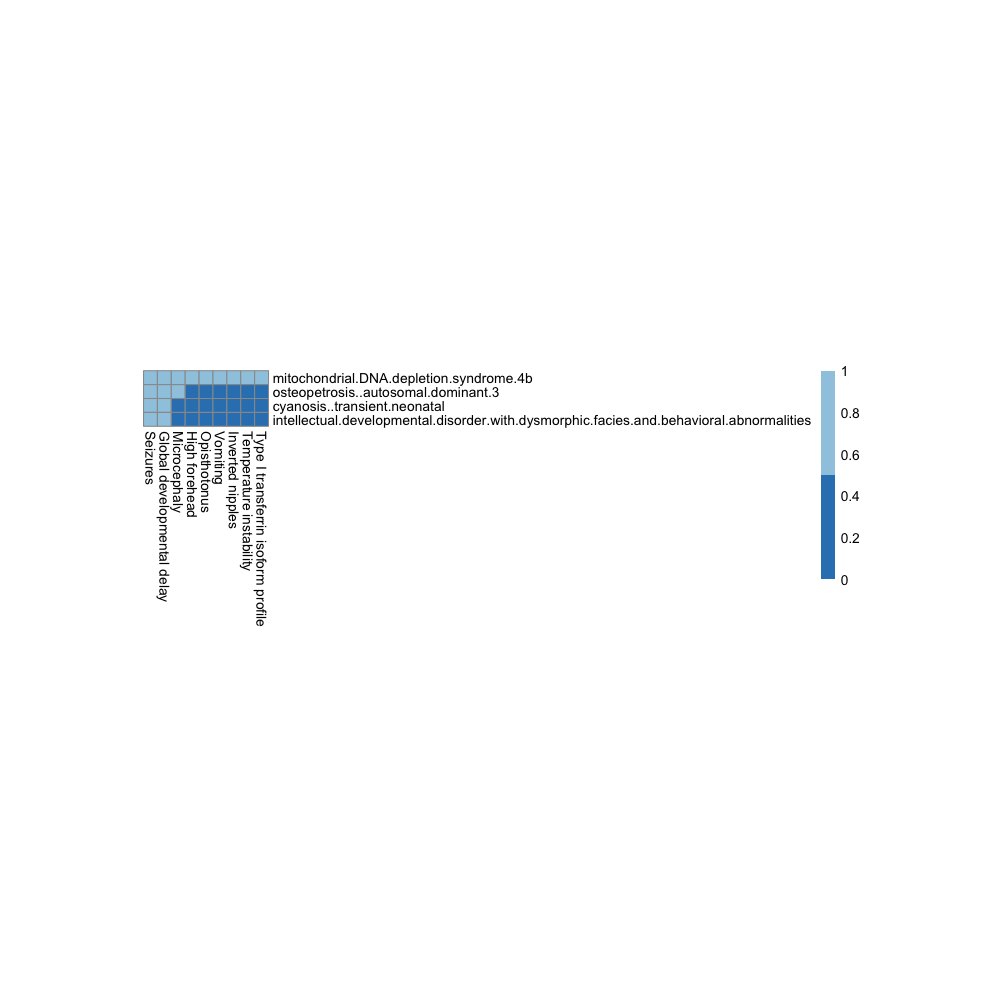 mitochondrial.DNA.depletion.syndrome.4b
osteopetrosis..autosomal.dominant.3
cyanosis..transient.neonatal
intellectual.developmental.disorder.with.dysmorphic.facies.and.behavioral.abnormalities
Seizures
Global developmental delay
Microcephaly
High forehead
Opisthotonus
Vomiting
Inverted nipples
Temperature instability
Type I transferrin isoform profile
1
0.8
0.6
0.4
0.2
0